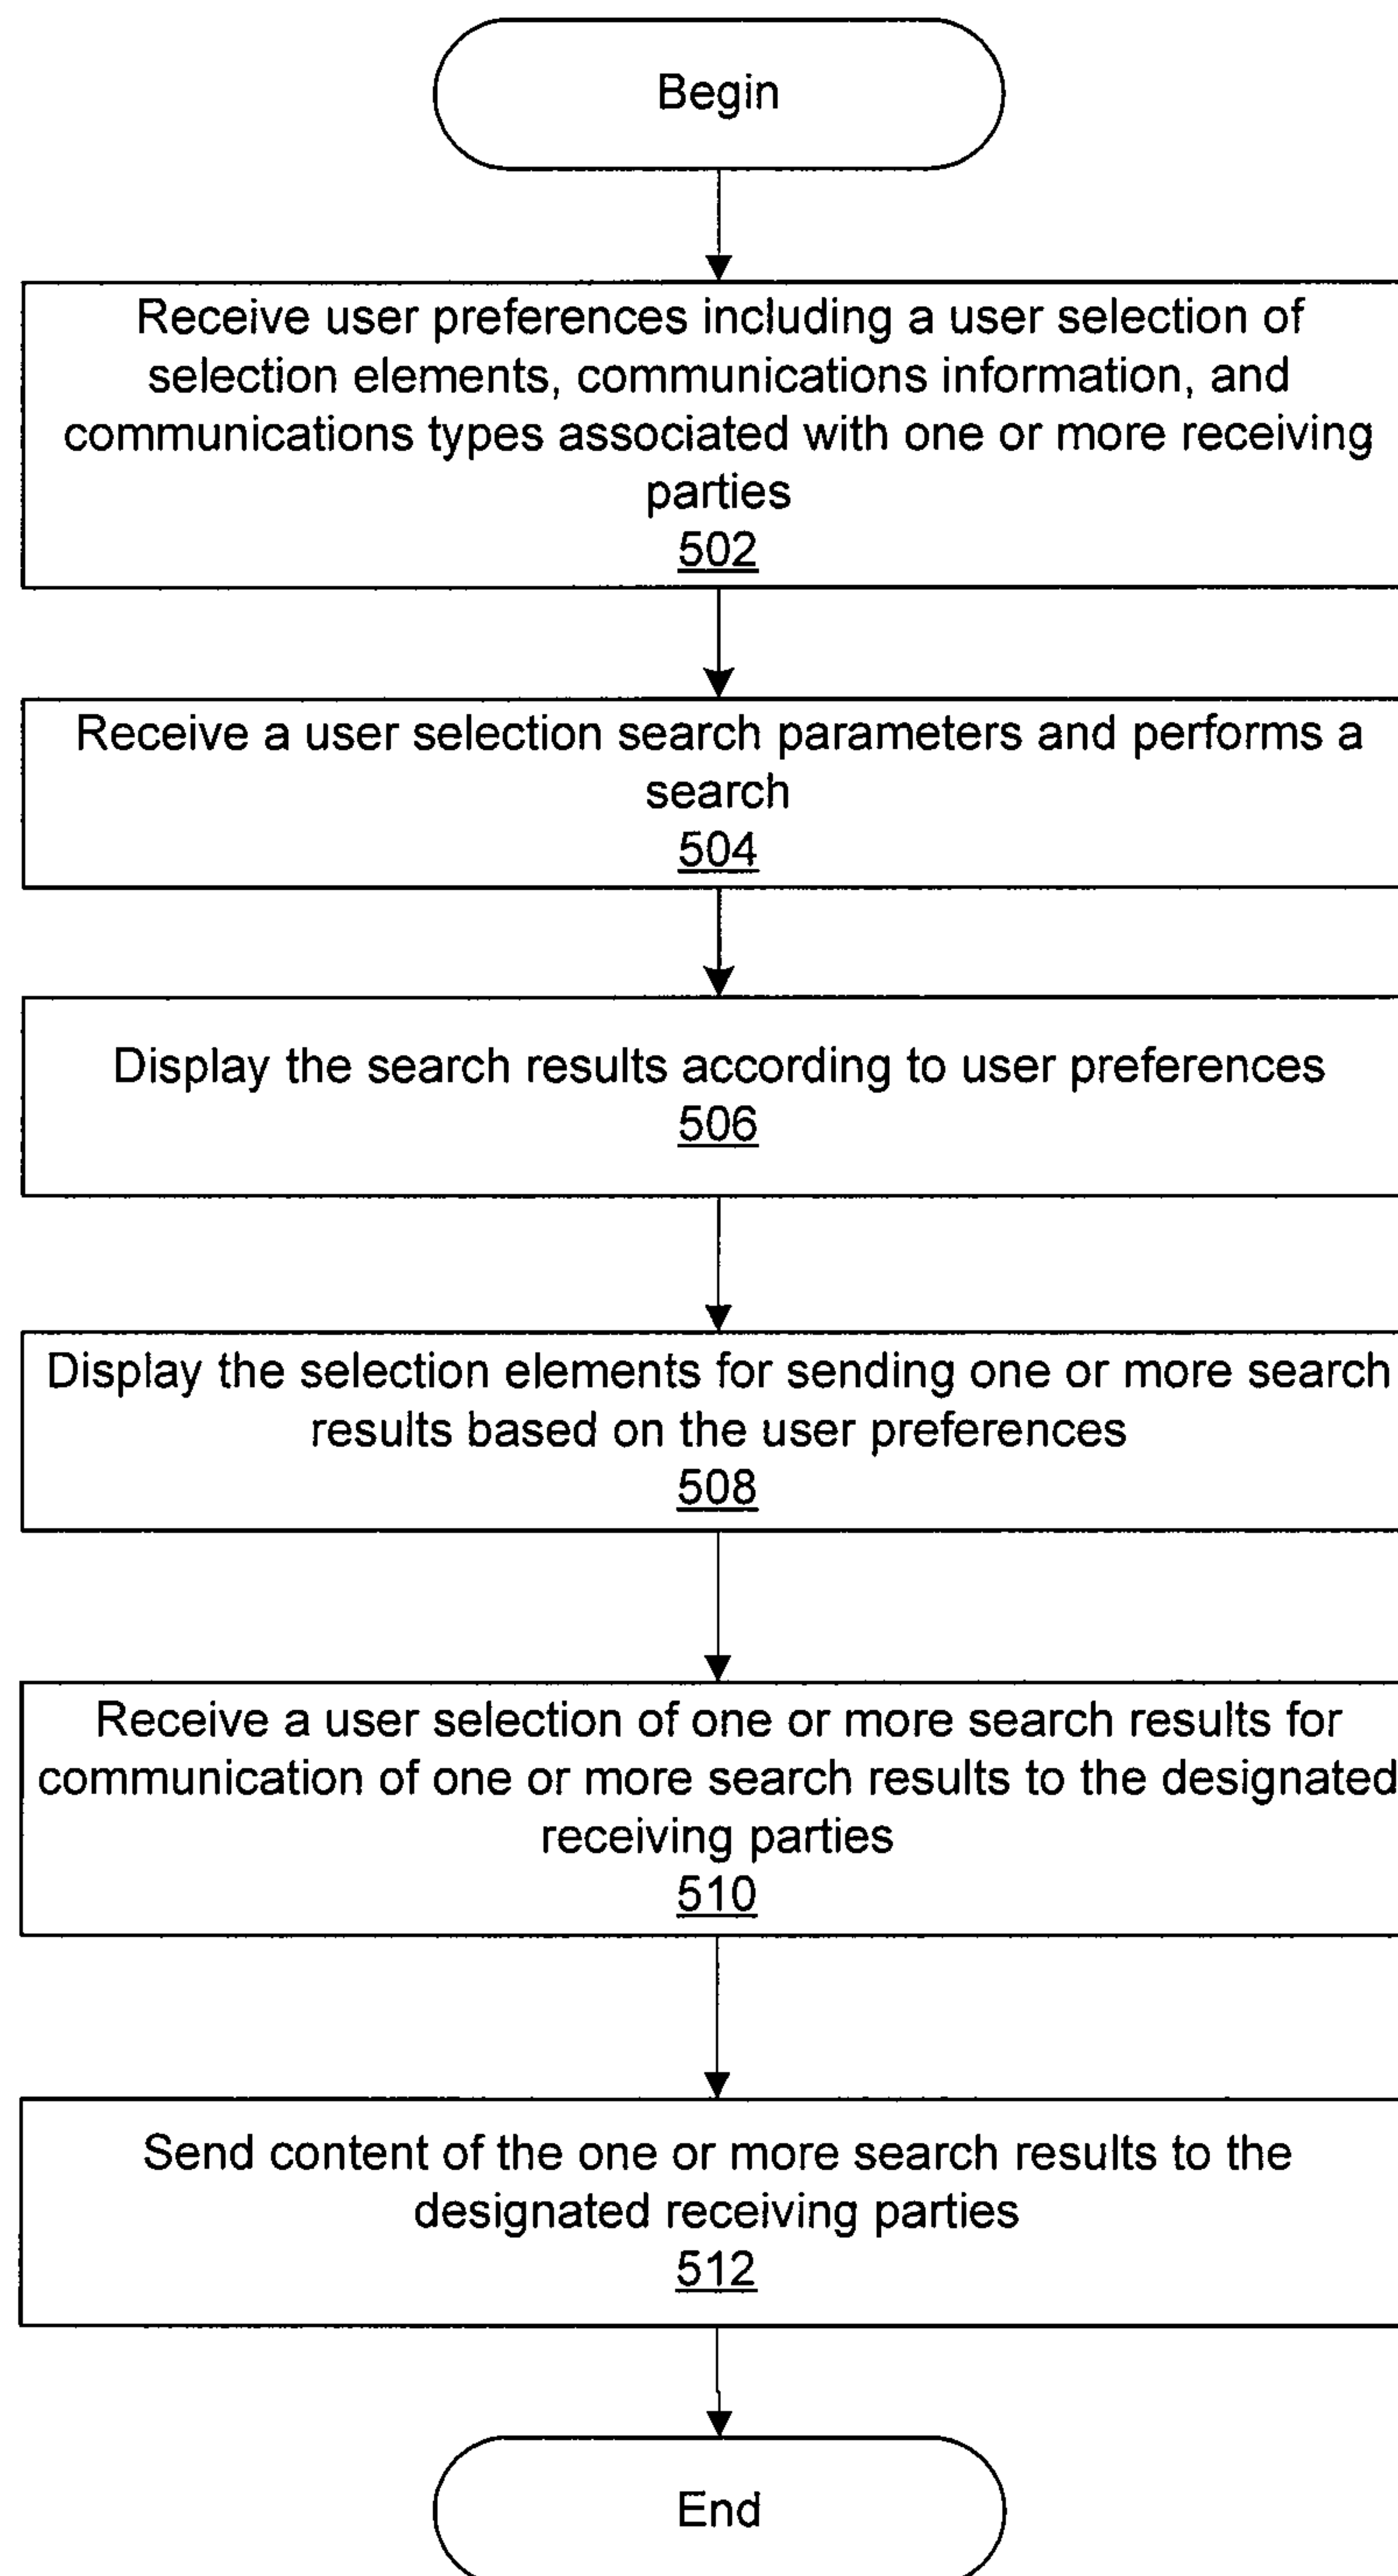 Begin
Receive user preferences including a user selection of
selection elements, communications information, and
communications types associated with one or more receiving
parties
502
Receive a user selection search parameters and performs a
search
504
Display the search results according to user preferences
506
Display the selection elements for sending one or more search
results based on the user preferences
508
Receive a user selection of one or more search results for
communication of one or more search results to the designated
receiving parties
510
Send content of the one or more search results to the
designated receiving parties
512
End